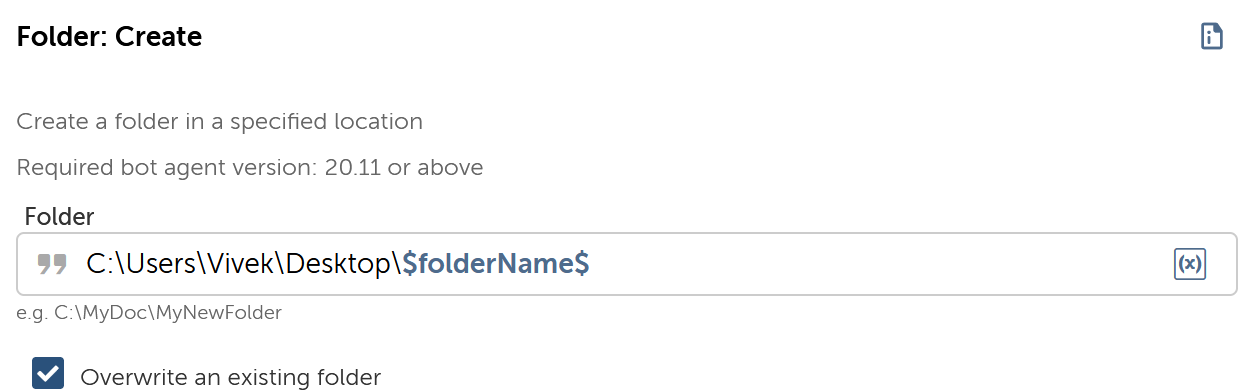 Folder: Create
Create a folder in a specified location
Required bot agent version: 20.11 or above
Folder
C:\Users\Vivek\Desktop\$folderName$
(x)
e.g. C:\MyDoc\MyNewFolder
Overwrite an existing folder